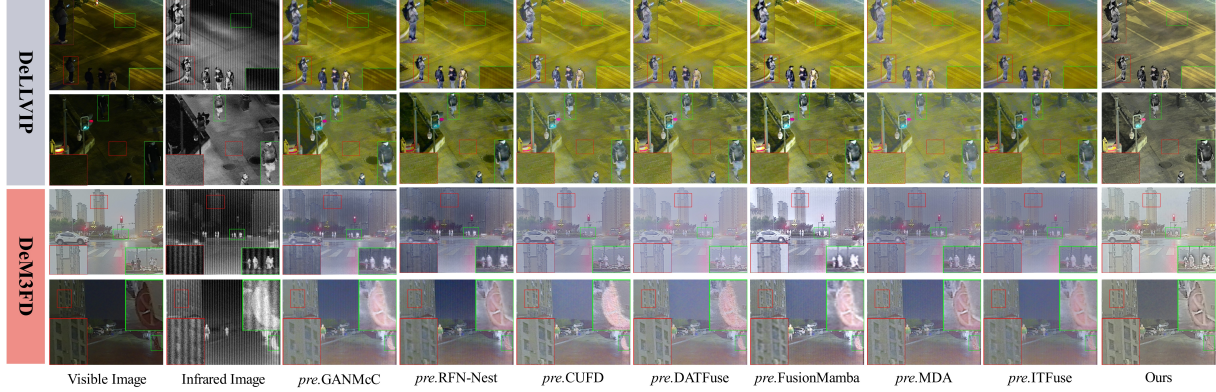 DeLLVIP
DeM3FD
Visible Image Infrared Image pre.GANMcC pre.RFN-Nest pre.CUFD pre.DATFuse pre.FusionMamba pre.MDA pre.ITFuse Ours